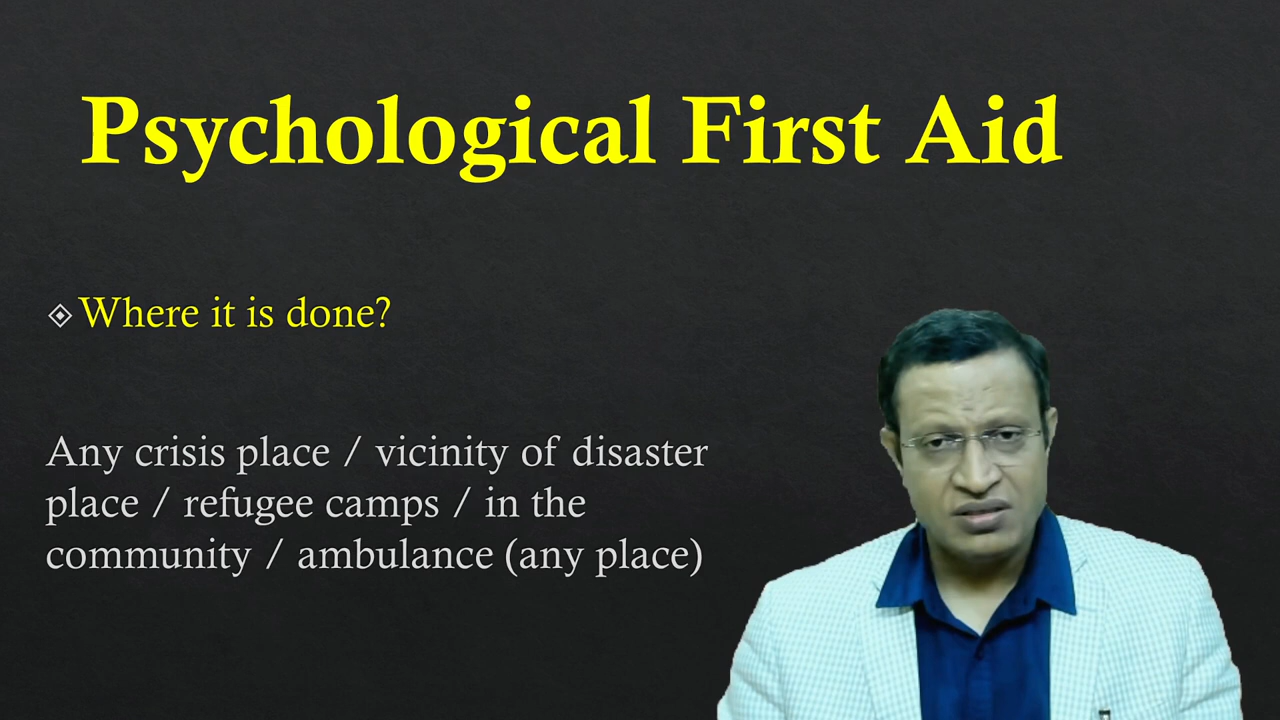 Psychological First Aid
Where it is done?
Any crisis place / vicinity of disaster
place / refugee camps / in the
community / ambulance (any place)